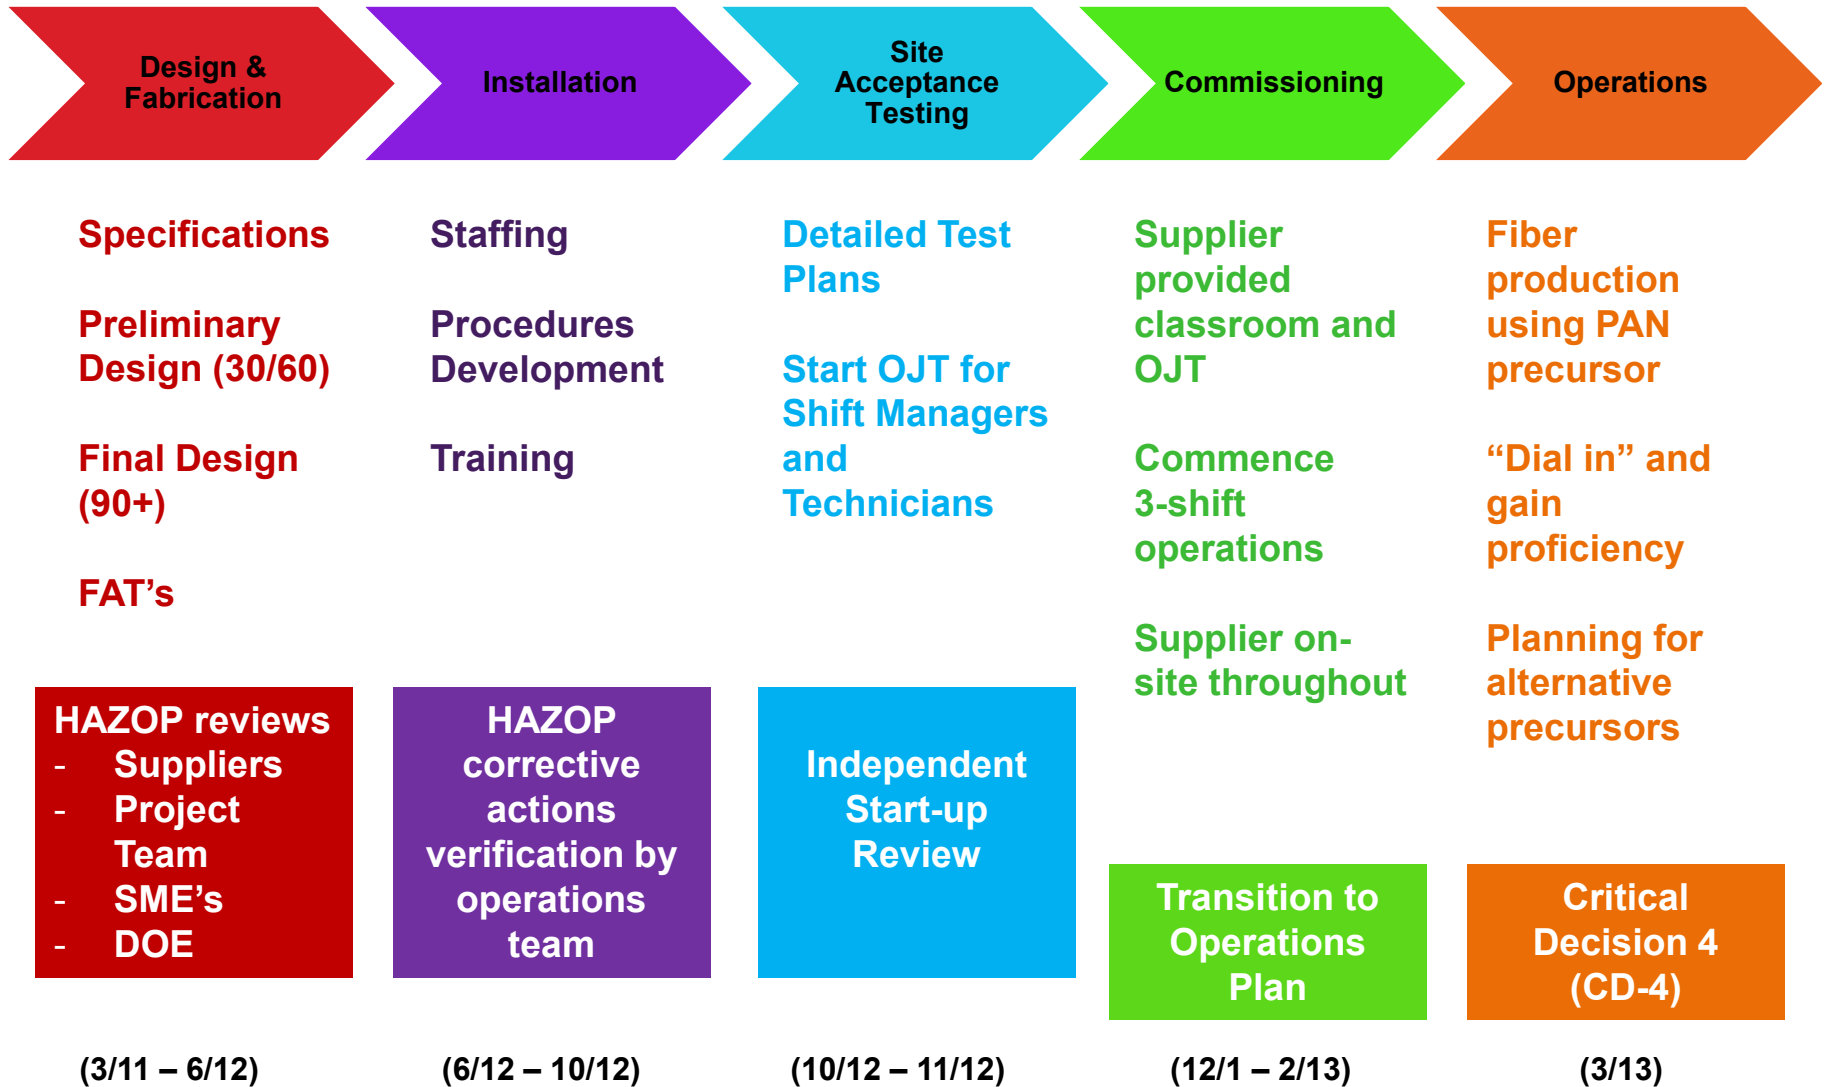 Design &
Fabrication
Installation
Site
Acceptance
Testing
Commissioning
Operations
Specifications
Preliminary
Design (30/60)
Final Design
(90+)
FAT’s
Staffing
Procedures
Development
Training
Detailed Test
Plans
Start OJT for
Shift Managers
and
Technicians
Supplier
provided
classroom and
OJT
Commence
3-shift
operations
Supplier on-
site throughout
Fiber
production
using PAN
precursor
“Dial in” and
gain
proficiency
Planning for
alternative
precursors
HAZOP reviews
- Suppliers
- Project
Team
- SME’s
- DOE
HAZOP
corrective
actions
verification by
operations
team
Independent
Start-up
Review
Transition to
Operations
Plan
Critical
Decision 4
(CD-4)
(3/11 – 6/12)
(6/12 – 10/12)
(10/12 – 11/12)
(12/1 – 2/13)
(3/13)